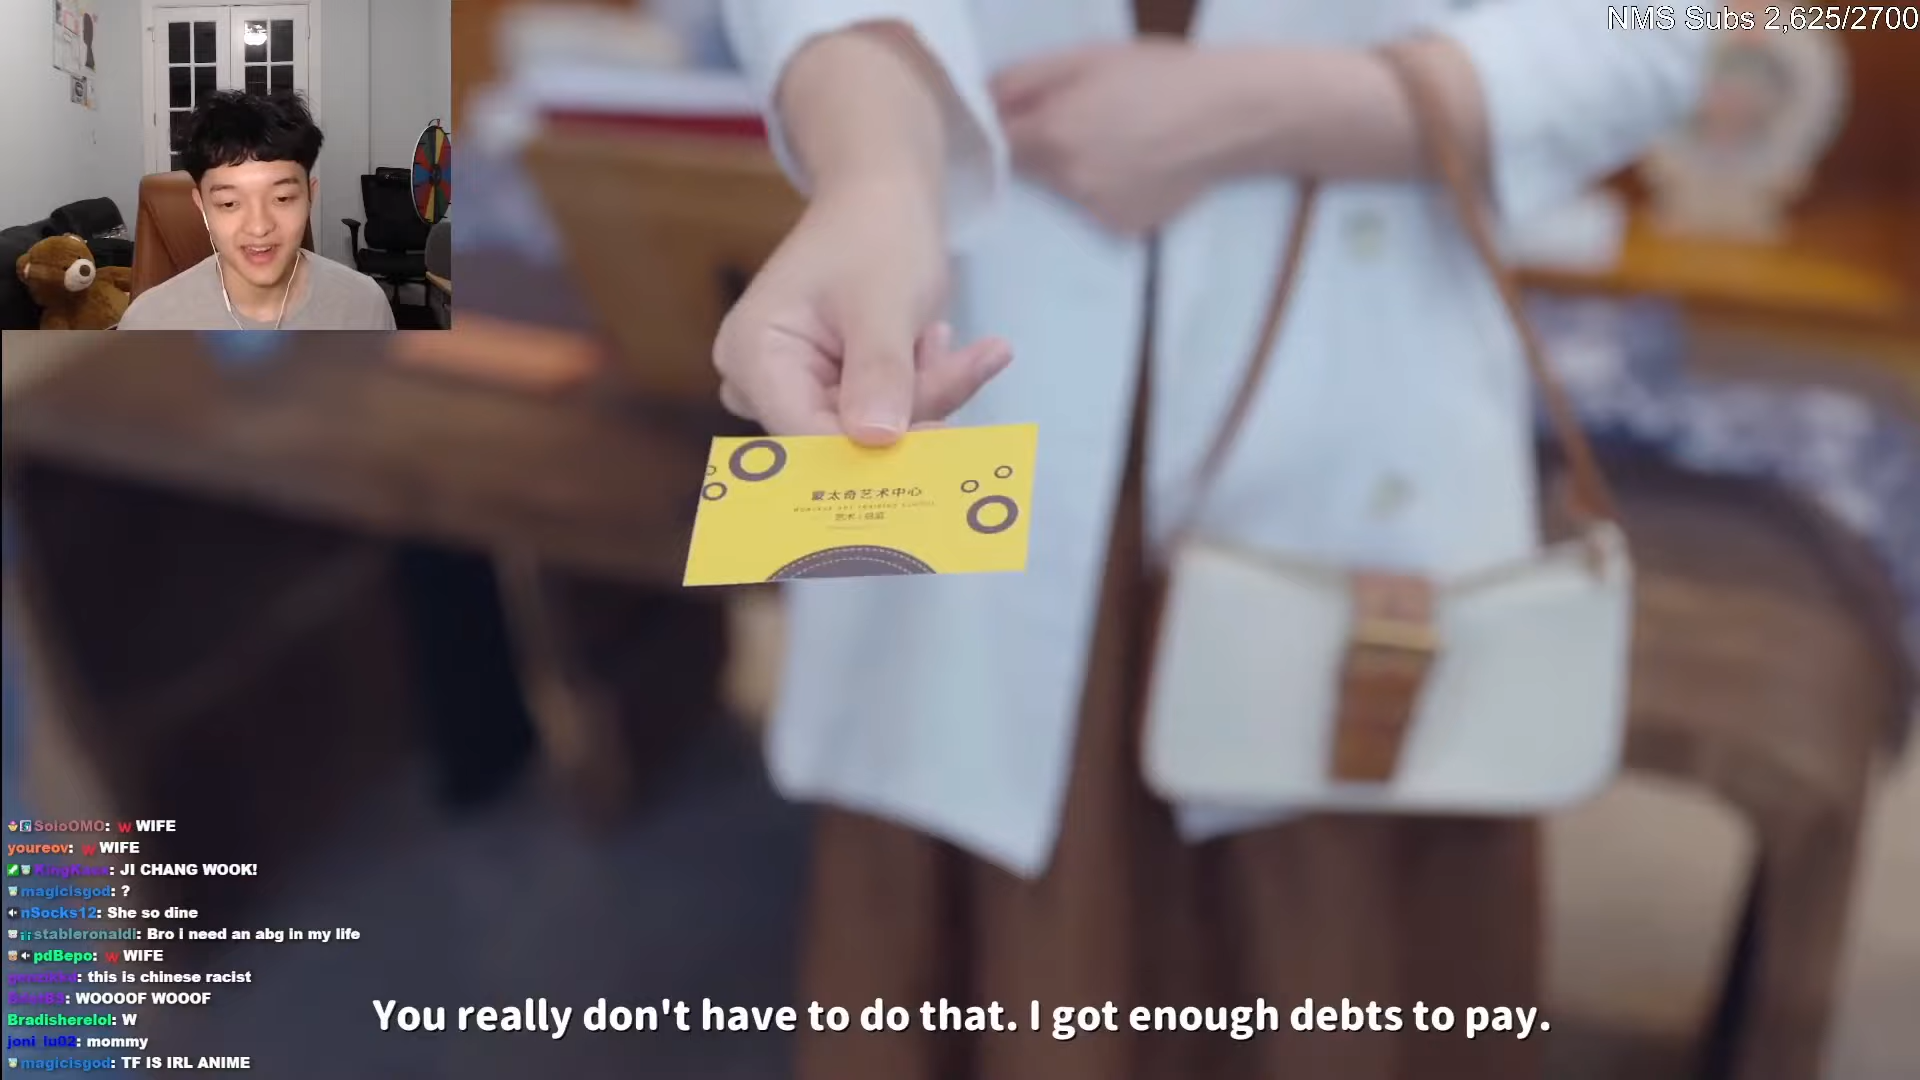 NMS Subs 2,625/2700
蒙太奇艺术中心
SoloOMO: W WIFE
youreov: W WIFE
JI CHANG WOOK!
magicisgod: ?
nSocks12: She so dine
stableronaldi: Bro i need an abg in my life
pdBepo: W WIFE
this is chinese racist
WOOOOF WOOOF
Bradisherelol: W
joni_lu02: mommy
magicisgod: TF IS IRL ANIME
You really don't have to do that. I got enough debts to pay.